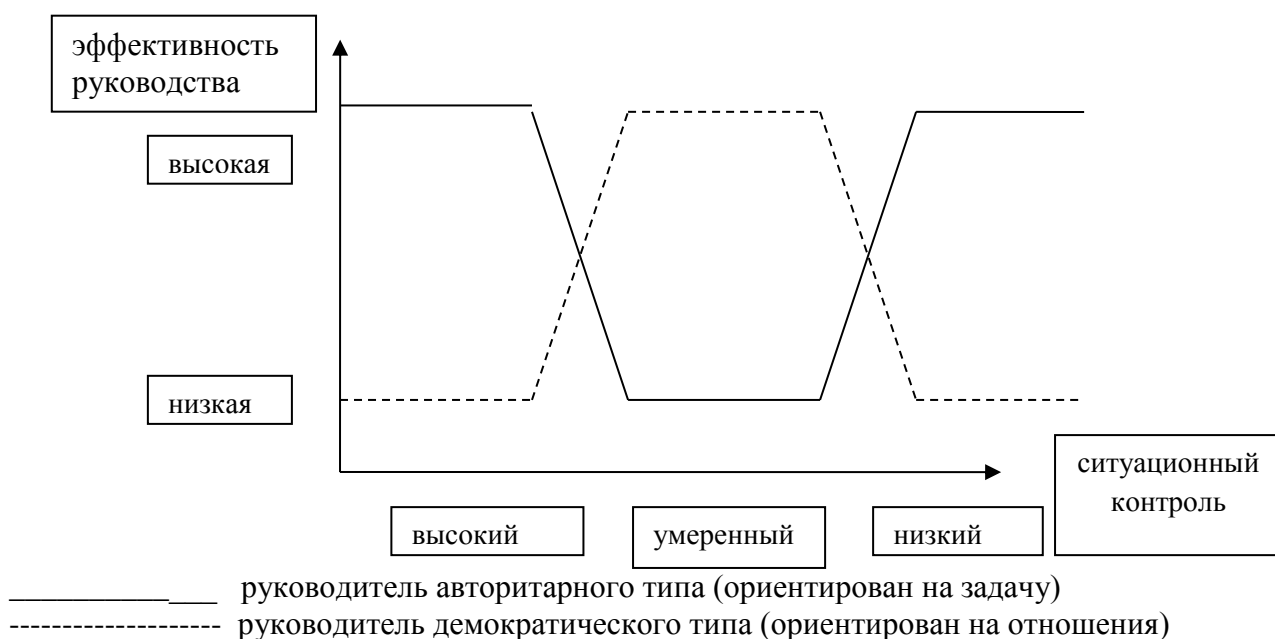 эффективность
руководства
высокая
низкая
ситуационный
контроль
высокий
умеренный
низкий
_____________ руководитель авторитарного типа (ориентирован на задачу)
-------------------- руководитель демократического типа (ориентирован на отношения)